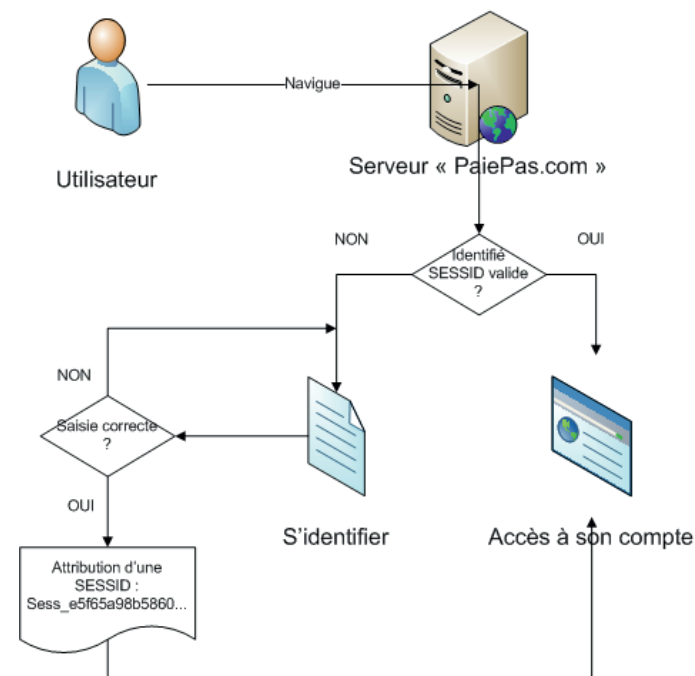 Navigue
Utilisateur
Serveur « PaiePas.com »
NON
OUI
Identifié
SESSID valide
?
NON
Saisie correcte
?
OUI
S'identifier
Accès à son compte
Attribution d'une
SESSID :
Sess_e5f65a98b5860...